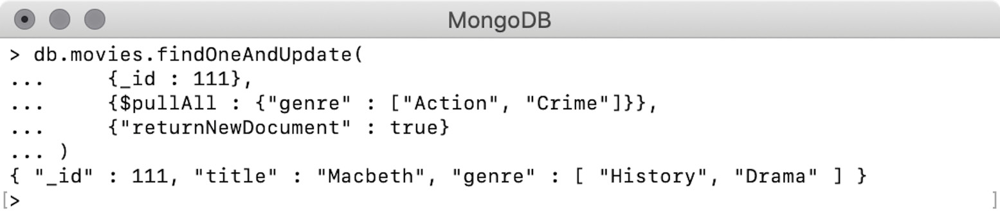 MongoDB
> db.movies.findOneAndUpdate(
...     {_id : 111},
...     {$pullAll : {"genre" : ["Action", "Crime"]}},
...     {"returnNewDocument" : true}
... )
{ "_id" : 111, "title" : "Macbeth", "genre" : [ "History", "Drama" ] }
[> ]